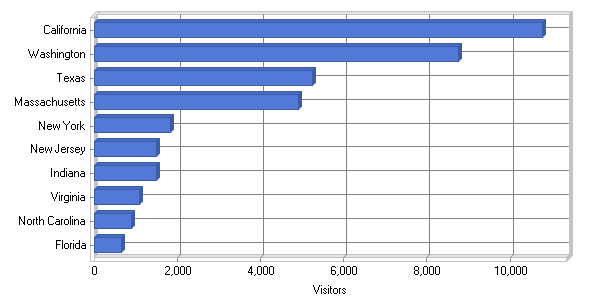 California
Washington
Texas
Massachusetts
New York
New Jersey
Indiana
Virginia
North Carolina
Florida
0 2,000 4,000 6,000 8,000 10,000
Visitors